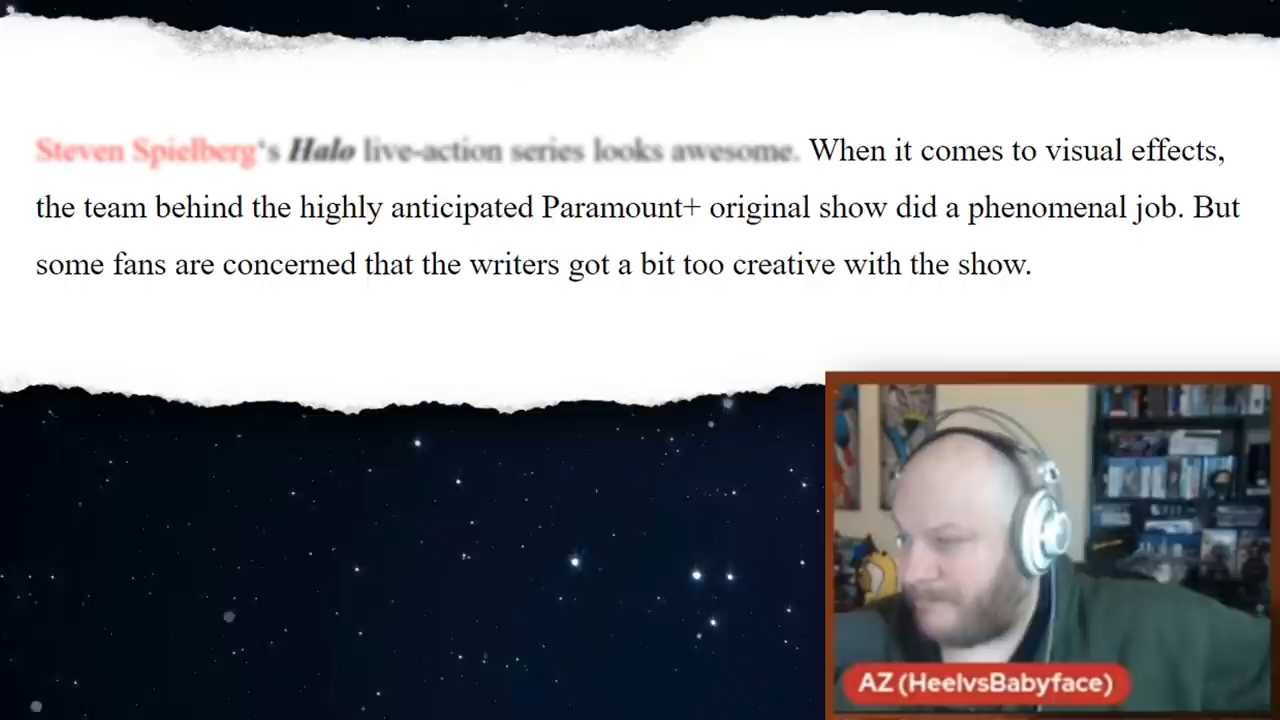 Steven Spielberg's Halo live-action series looks awesome. When it comes to visual effects,
the team behind the highly anticipated Paramount+ original show did a phenomenal job. But
some fans are concerned that the writers got a bit too creative with the show.
AZ (HeelvsBabyface)